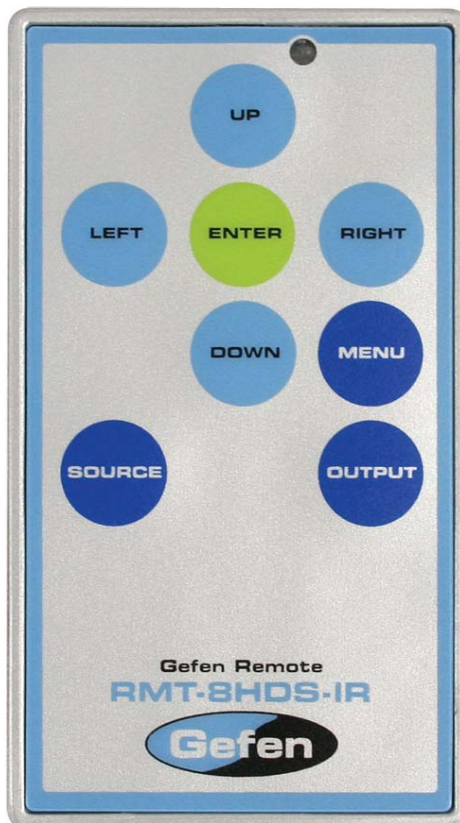 UP
LEFT ENTER RIGHT
DOWN MENU
SOURCE OUTPUT
Gefen Remote
RMT-8HDS-IR
Gefen